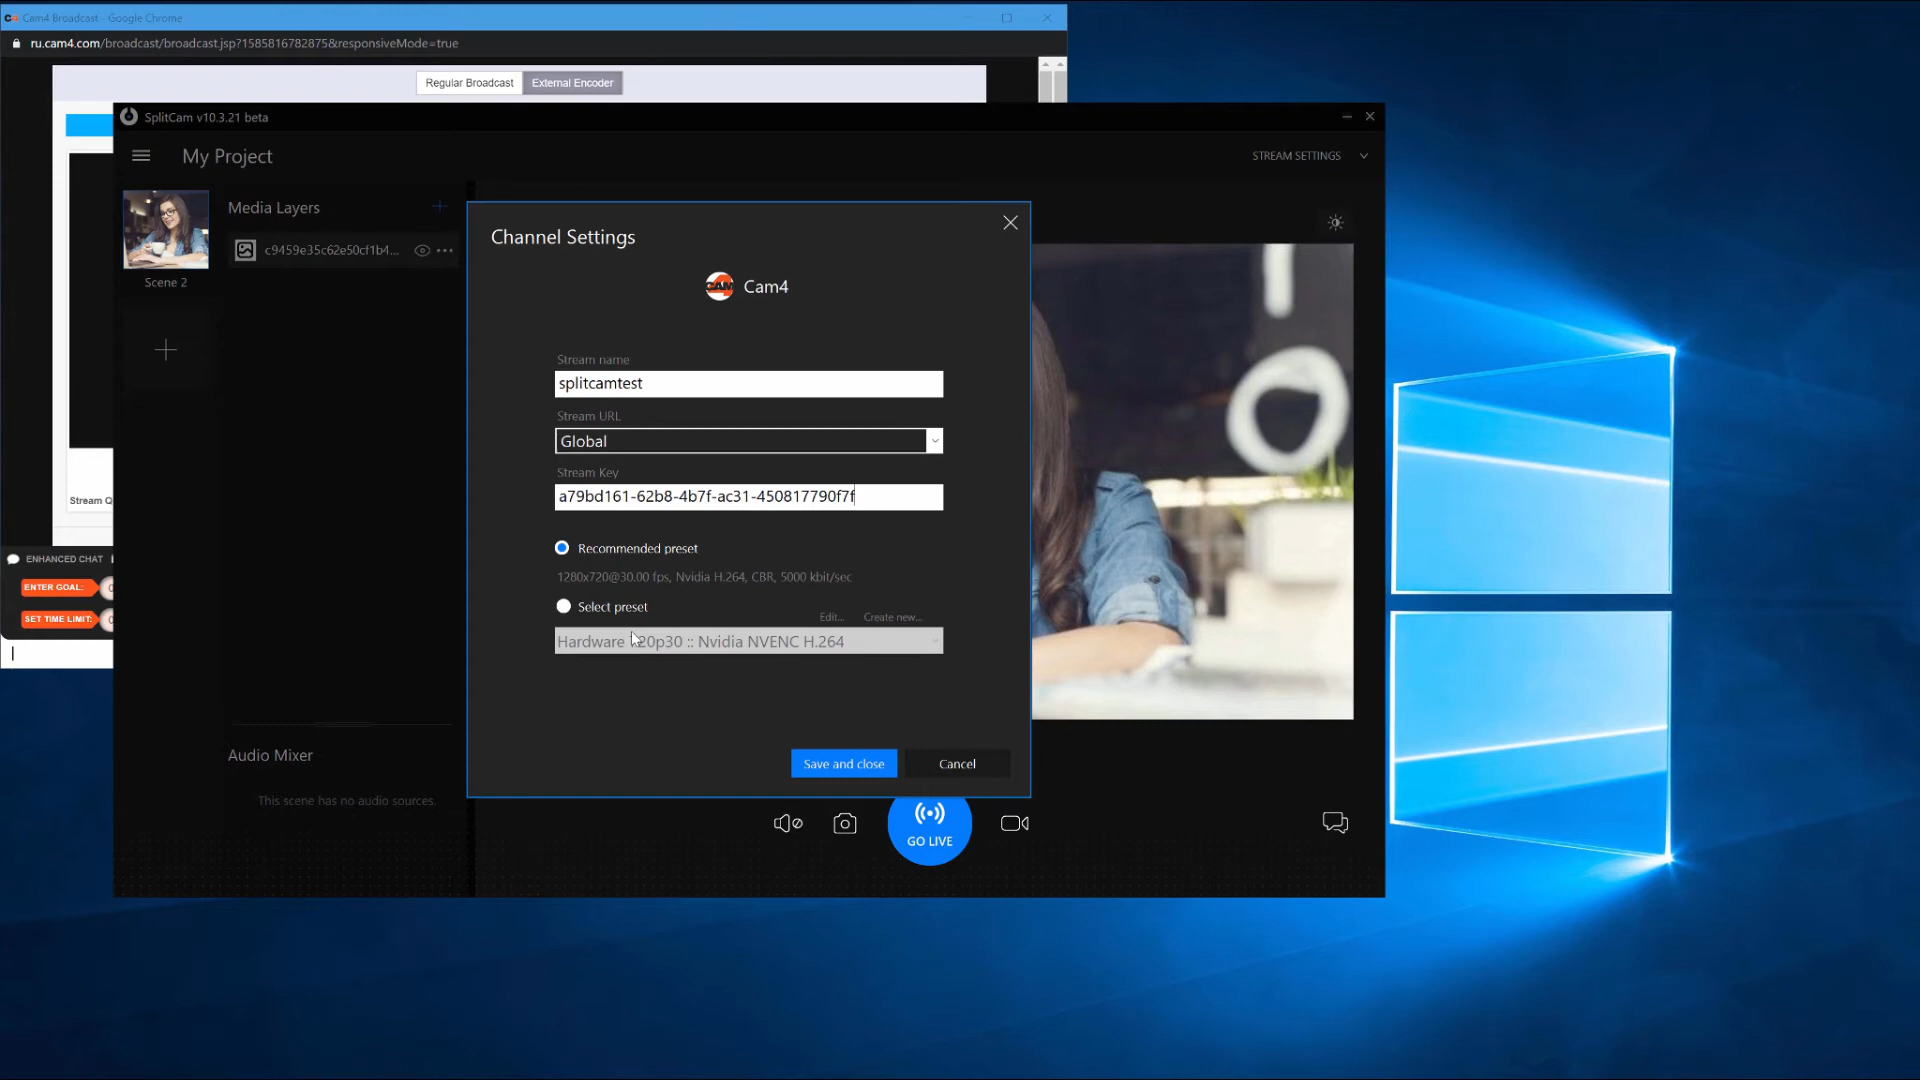 Cam4 Broadcast - Google Chrome
ru.cam4.com/broadcast/broadcast.jsp?1585816782875&responsiveMode=true
Regular Broadcast
External Encoder
SplitCam v10.3.21 beta
My Project
STREAM SETTINGS
Media Layers
c9459e35c62e50cf1b4...
Scene 2
Channel Settings
Cam4
Stream name
splitcamtest
Stream URL
Global
Stream Key
a79bd161-62b8-4b7f-ac31-450817790f7f
Stream Q
Recommended preset
1280x720@30.00 fps, Nvidia H.264, CBR, 5000 kbit/sec
ENHANCED CHAT
ENTER GOAL:
SET TIME LIMIT:
Select preset
Edit...
Create new...
Hardware 720p30 :: Nvidia NVENC H.264
Audio Mixer
This scene has no audio sources.
Save and close
Cancel
GO LIVE